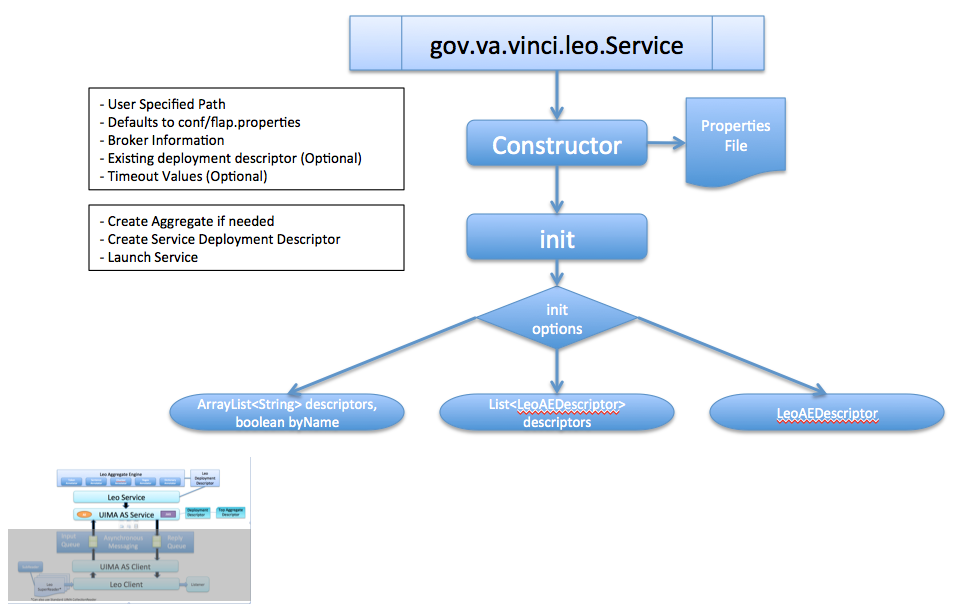 gov.va.vinci.leo.Service
- User Specified Path
- Defaults to conf/flap.properties
- Broker Information
- Existing deployment descriptor (Optional)
- Timeout Values (Optional)
Constructor
Properties
File
- Create Aggregate if needed
- Create Service Deployment Descriptor
- Launch Service
init
init
options
ArrayList<String> descriptors,
boolean byName
List<LeoAEDescriptor>
descriptors
LeoAEDescriptor
Leo Aggregate Engine
Leo
Deployment
Descriptor
Leo Service
UIMA AS Service
Deployment
Descriptor
Top Aggregate
Descriptor
Input
Queue
Asynchronous
Messaging
Reply
Queue
UIMA AS Client
Leo Client
Leo
Listener